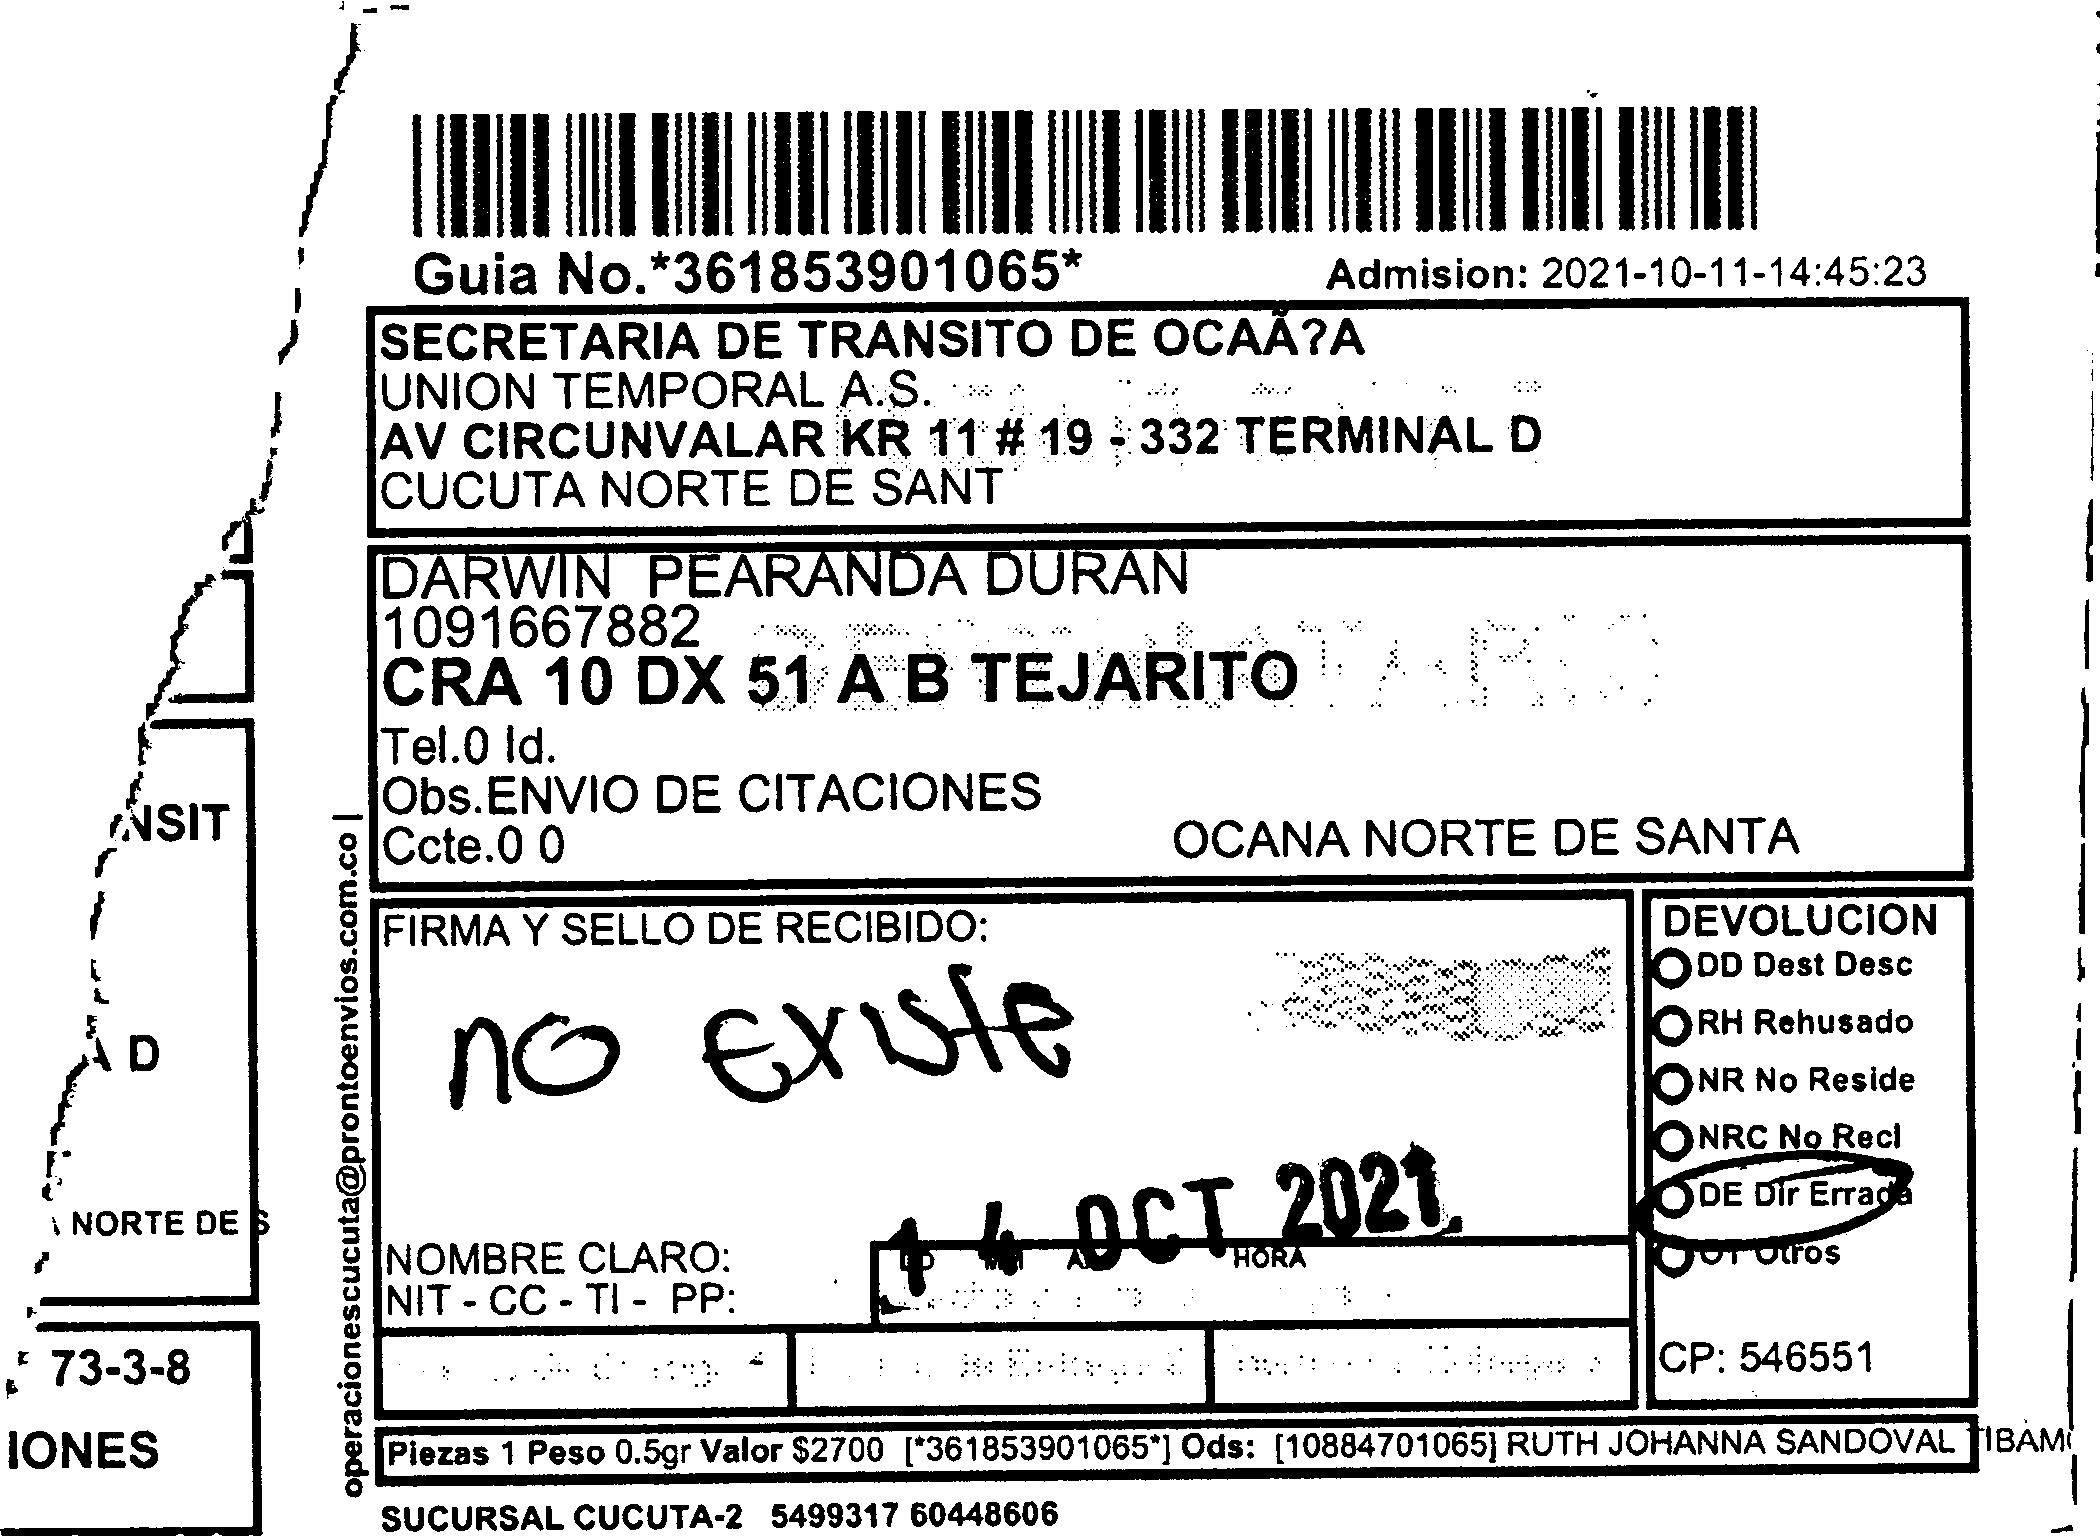 Guia No.*361853901065*
Admision: 2021-10-11-14:45:23
SECRETARIA DE TRANSITO DE OCAÃ?A
UNION TEMPORAL A.S.
AV CIRCUNVALAR KR 11 # 19 - 332 TERMINAL D
CUCUTA NORTE DE SANT
DARWIN PEARANDA DURAN
1091667882
CRA 10 DX 51 A B TEJARITO
Tel.0 Id.
Obs.ENVIO DE CITACIONES
Ccte.0 0
OCANA NORTE DE SANTA
FIRMA Y SELLO DE RECIBIDO:
no Existe
14 OCT 2021
NOMBRE CLARO:
NIT - CC - TI - PP:
DD MM HORA
DEVOLUCION
DD Dest Desc
RH Rehusado
NR No Reside
NRC No Recl
DE Dir Errada
OT Otros
CP: 546551
Piezas 1 Peso 0.5gr Valor $2700 [*361853901065*] Ods: [10884701065] RUTH JOHANNA SANDOVAL TIBAM
SUCURSAL CUCUTA-2 5499317 60448606
operacionescucuta@prontoenvios.com.co |
NSIT
A D
NORTE DE S
73-3-8
IONES